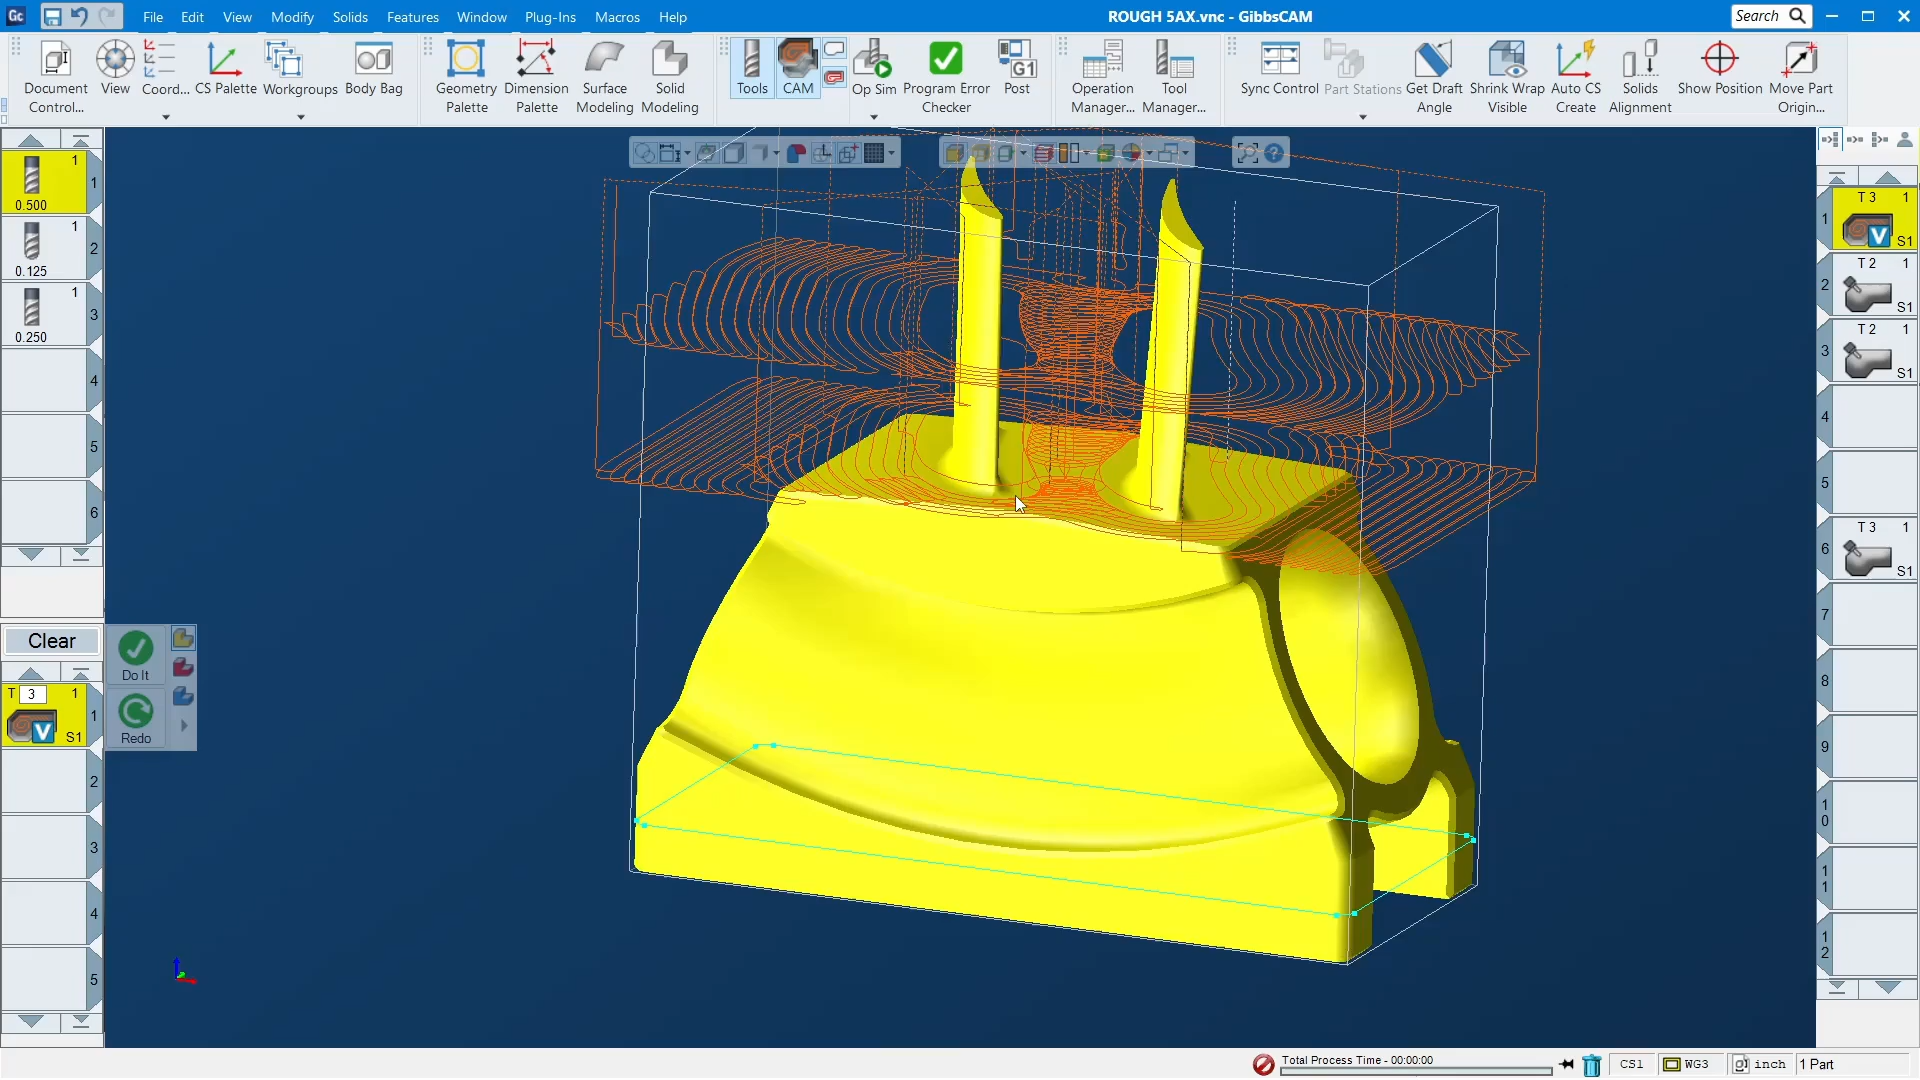 Gc
File Edit View Modify Solids Features Window Plug-Ins Macros Help
ROUGH 5AX.vnc - GibbsCAM
Search
Document Control...
View
Coord...
CS Palette
Workgroups
Body Bag
Geometry Palette
Dimension Palette
Surface Modeling
Solid Modeling
Tools
CAM
Op Sim
Program Error Checker
G1
Post
Operation Manager...
Tool Manager...
Sync Control
Part Stations
Get Draft Angle
Shrink Wrap Visible
Auto CS Create
Solids Alignment
Show Position
Move Part Origin...
1
0.500
1
1
0.125
2
1
0.250
3
4
5
6
Clear
Do It
Redo
T 3 1
V S1
1
2
3
4
5
T 3 1
1
V S1
T 2 1
2
S1
T 2 1
3
S1
4
5
T 3 1
6
S1
7
8
9
10
11
12
Total Process Time - 00:00:00
CS1
WG3
inch
1 Part